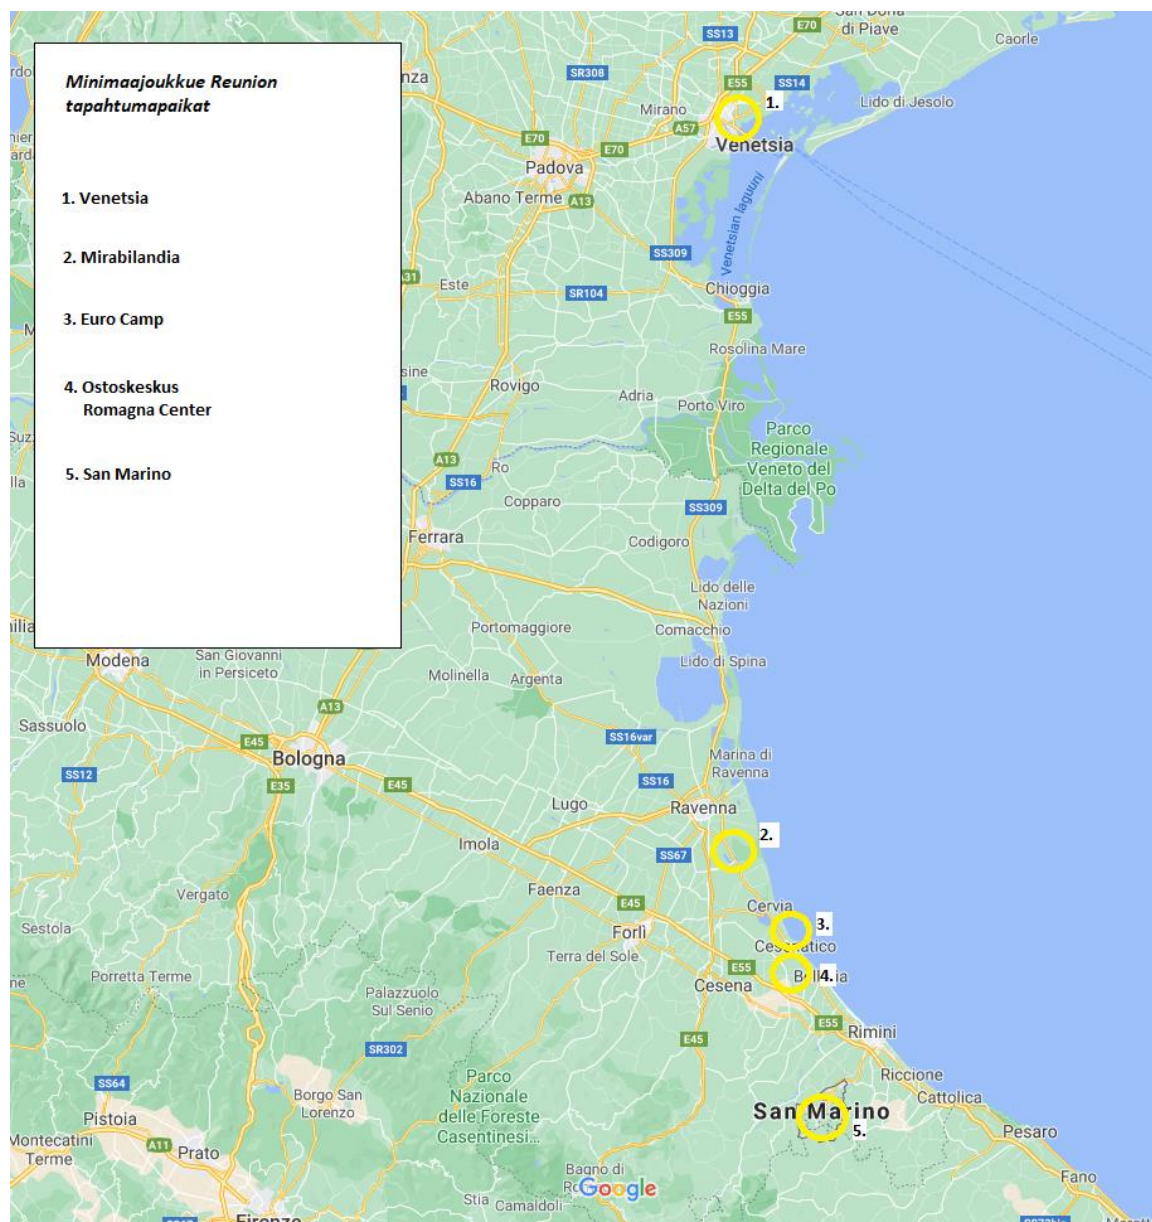 Minimaajoukkue Reunion
tapahtumapaikat
1. Venetsia
2. Mirabilandia
3. Euro Camp
4. Ostoskeskus
Romagna Center
5. San Marino
di Piave
E70
Caorle
SS13
SR308
E55
SS14
Lido di Jesolo
Mirano
1.
A57
Venetsia
E70
E70
Padova
Abano Terme
A13
Venetsian laguuni
SS309
Este
SR104
Chioggia
E55
Rosolina Mare
Rovigo
Adria
Porto Viro
Parco
Regionale
Veneto del
Delta del Po
A13
Ro
SS16
Copparo
SS309
Ferrara
Codigoro
Lido delle
Nazioni
Portomaggiore
Comacchio
Modena
San Giovanni
in Persiceto
Lido di Spina
Molinella
Argenta
A13
Sassuolo
SS16var
E45
Bologna
Marina di
Ravenna
SS12
E35
E45
SS16
Lugo
Ravenna
2.
Imola
SS67
Faenza
Vergato
E45
Cervia
Sestola
Forlì
3.
Terra del Sole
Cesenatico
Porretta Terme
E55
4.
Cesena
Palazzuolo
Sul Senio
E55
Rimini
E45
SR302
Parco
Nazionale
delle Foreste
Casentinesi...
Riccione
SS64
Borgo San
Lorenzo
Cattolica
Pistoia
San Marino
5.
Pesaro
Montecatini
Terme
A11
Prato
Bagno di
Fano
Google
Stia
Camaldoli
Firenze